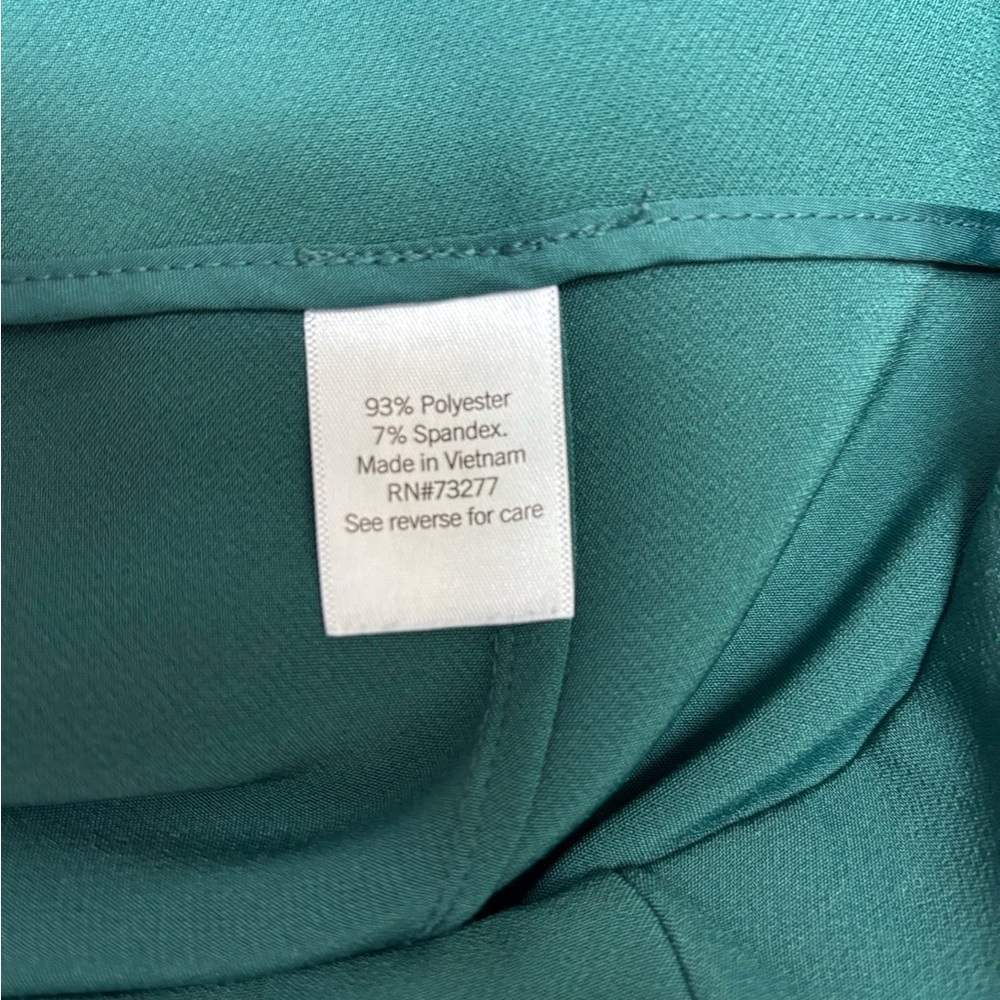 93% Polyester
7% Spandex.
Made in Vietnam
RN#73277
See reverse for care